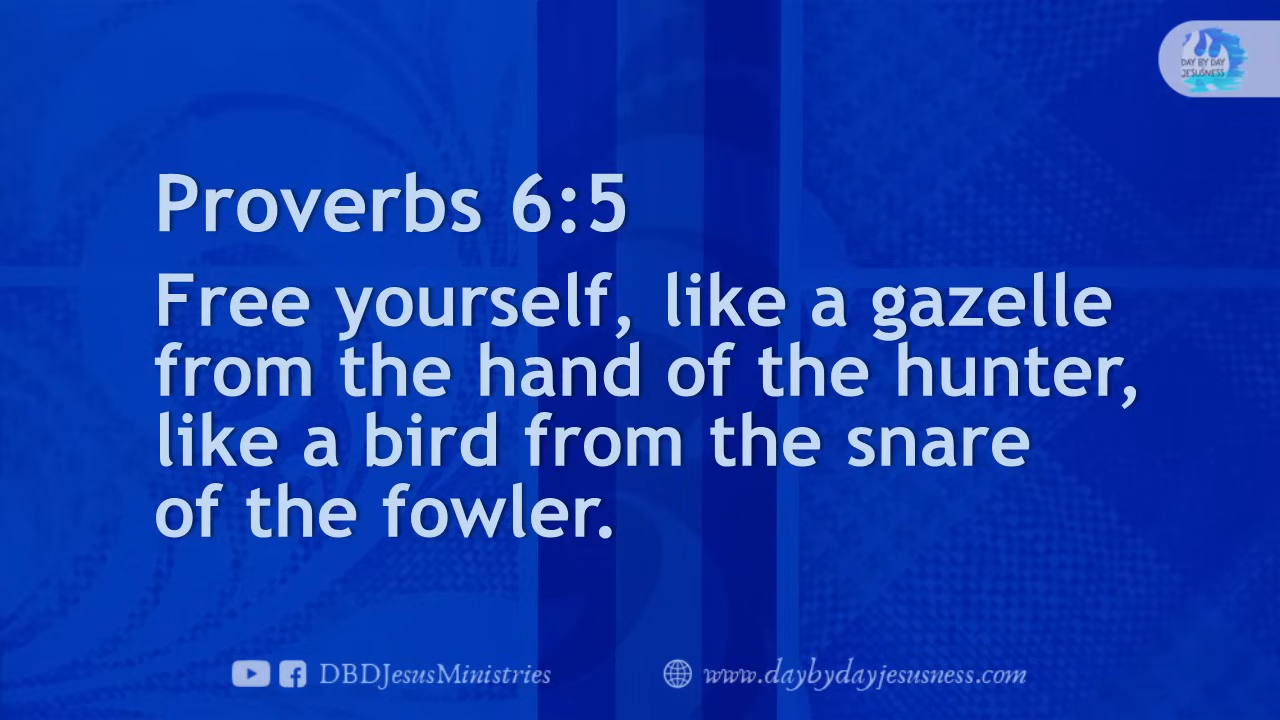 DAY BY DAY
JESUSNESS
Proverbs 6:5
Free yourself, like a gazelle
from the hand of the hunter,
like a bird from the snare
of the fowler.
DBDJesusMinistries
www.daybydayjesusness.com